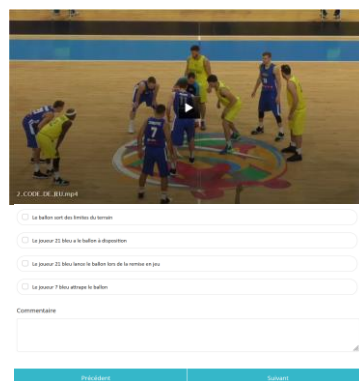 7
2_CODE_DE_JEU.mp4
Le ballon sort des limites du terrain
Le joueur 21 bleu a le ballon à disposition
Le joueur 21 bleu lance le ballon lors de la remise en jeu
Le joueur 7 bleu attrape le ballon
Commentaire
Précédent
Suivant